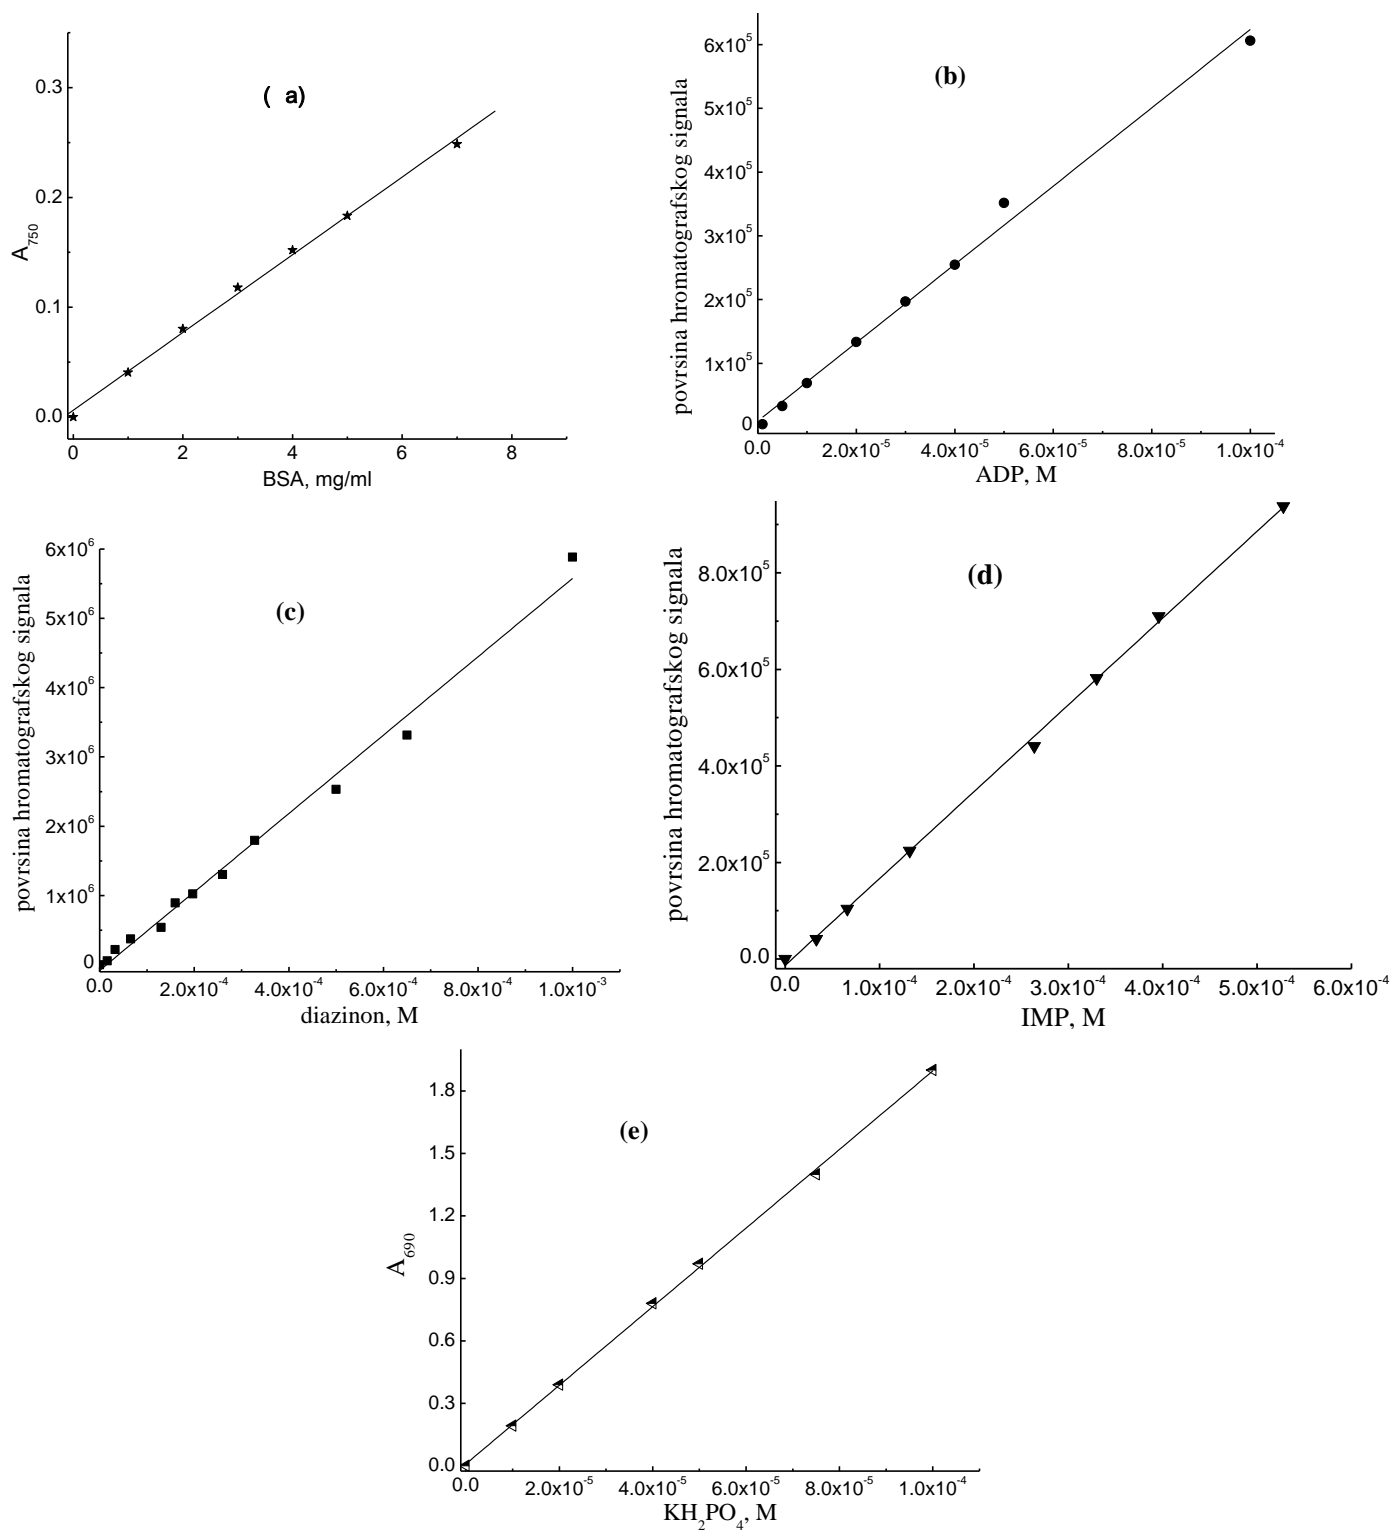 (a)
0.3
0.2
0.1
0.0
A750
0 2 4 6 8
BSA, mg/ml
(b)
6x10^5
6x10^5
4x10^5
3x10^5
2x10^5
1x10^5
0
povrsina hromatografskog signala
0.0 2.0x10^-5 4.0x10^-5 6.0x10^-5 8.0x10^-5 1.0x10^-4
ADP, M
(c)
6x10^6
5x10^6
4x10^6
3x10^6
2x10^6
1x10^6
0
povrsina hromatografskog signala
0.0 2.0x10^-4 4.0x10^-4 6.0x10^-4 8.0x10^-4 1.0x10^-3
diazinon, M
(d)
8.0x10^5
6.0x10^5
4.0x10^5
2.0x10^5
0.0
povrsina hromatografskog signala
0.0 1.0x10^-4 2.0x10^-4 3.0x10^-4 4.0x10^-4 5.0x10^-4 6.0x10^-4
IMP, M
(e)
1.8
1.5
1.2
0.9
0.6
0.3
0.0
A690
0.0 2.0x10^-5 4.0x10^-5 6.0x10^-5 8.0x10^-5 1.0x10^-4
KH2PO4, M